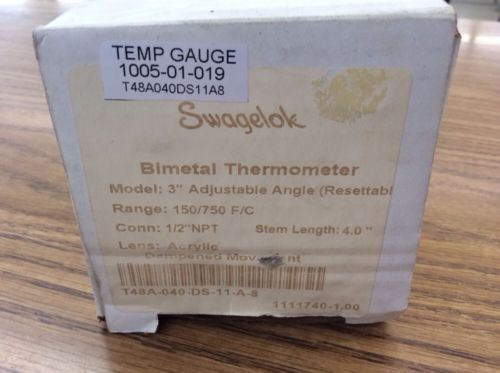 TEMP GAUGE
1005-01-019
T48A040DS11A8
Swagelok
Bimetal Thermometer
Model: 3" Adjustable Angle (Resettabl
Range: 150/750 F/C
Conn: 1/2"NPT Stem Length: 4.0 "
Lens: Acrylic
Dampened
T48A-040-DS-11-A-8
1111740-1.00